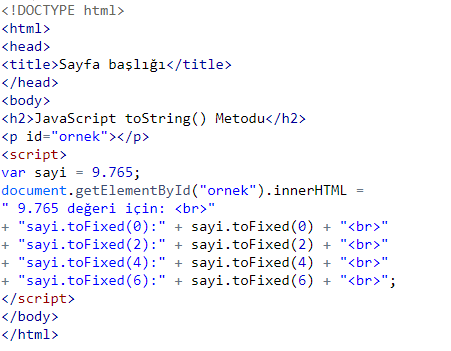 <!DOCTYPE html>
<html>
<head>
<title>Sayfa başlığı</title>
</head>
<body>
<h2>JavaScript toString() Metodu</h2>
<p id="ornek"></p>
<script>
var sayi = 9.765;
document.getElementById("ornek").innerHTML =
" 9.765 değeri için: <br>"
+ "sayi.toFixed(0):" + sayi.toFixed(0) + "<br>"
+ "sayi.toFixed(2):" + sayi.toFixed(2) + "<br>"
+ "sayi.toFixed(4):" + sayi.toFixed(4) + "<br>"
+ "sayi.toFixed(6):" + sayi.toFixed(6) + "<br>";
</script>
</body>
</html>